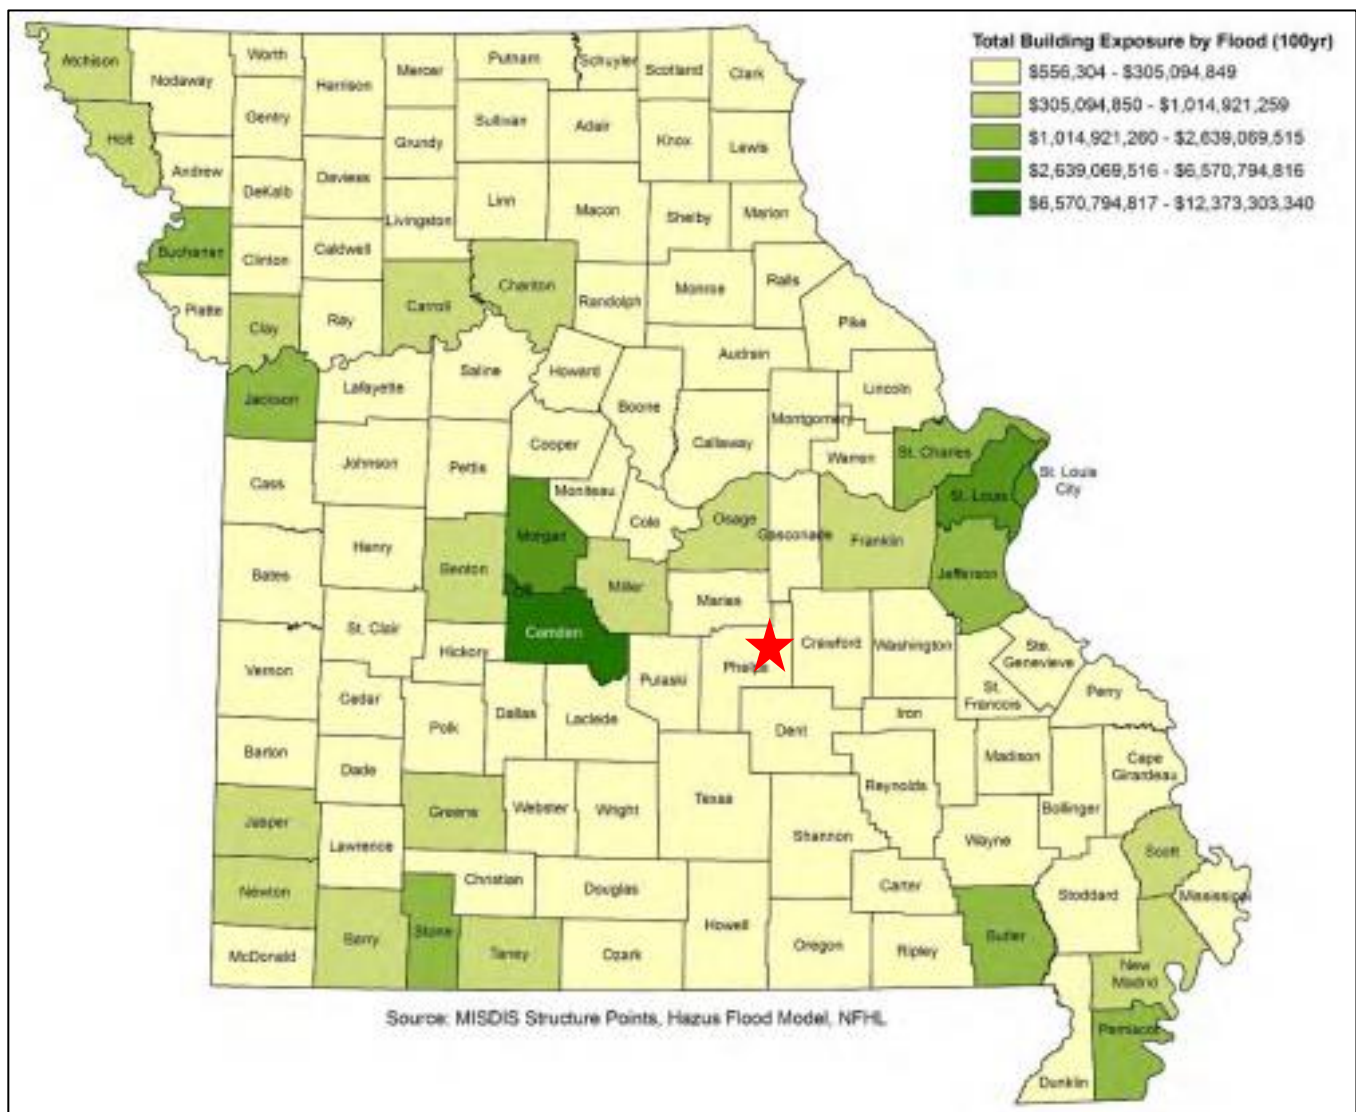 Total Building Exposure by Flood (100yr)
$556,304 - $305,094,849
$305,094,850 - $1,014,921,259
$1,014,921,260 - $2,639,069,515
$2,639,069,516 - $6,570,794,816
$6,570,794,817 - $12,373,303,340
Atchison
Nodaway
Worth
Harrison
Mercer
Putnam
Schuyler
Scotland
Clark
Holt
Gentry
Sullivan
Adair
Knox
Lewis
Grundy
Andrew
DeKalb
Daviess
Livingston
Linn
Macon
Shelby
Marion
Buchanan
Clinton
Caldwell
Carroll
Chariton
Randolph
Monroe
Ralls
Platte
Clay
Ray
Pike
Audrain
Saline
Howard
Lafayette
Jackson
Boone
Lincoln
Montgomery
Callaway
Cooper
Warren
St. Charles
Johnson
Pettis
Cass
Moniteau
St. Louis
St. Louis
City
Cole
Osage
Gasconade
Franklin
Morgan
Henry
Benton
Bates
Miller
Jefferson
Maries
St. Clair
Camden
Hickory
Crawford
Washington
Ste.
Genevieve
Vernon
Pulaski
Phelps
St.
Francois
Perry
Cedar
Polk
Dallas
Laclede
Iron
Dent
Madison
Barton
Dade
Cape
Girardeau
Reynolds
Texas
Bollinger
Jasper
Greene
Webster
Wright
Shannon
Wayne
Lawrence
Scott
Newton
Christian
Douglas
Carter
Stoddard
Mississippi
Barry
Stone
Taney
Ozark
Howell
Oregon
Ripley
Butler
McDonald
New
Madrid
Pemiscot
Dunklin
Source: MISDIS Structure Points, Hazus Flood Model, NFHL